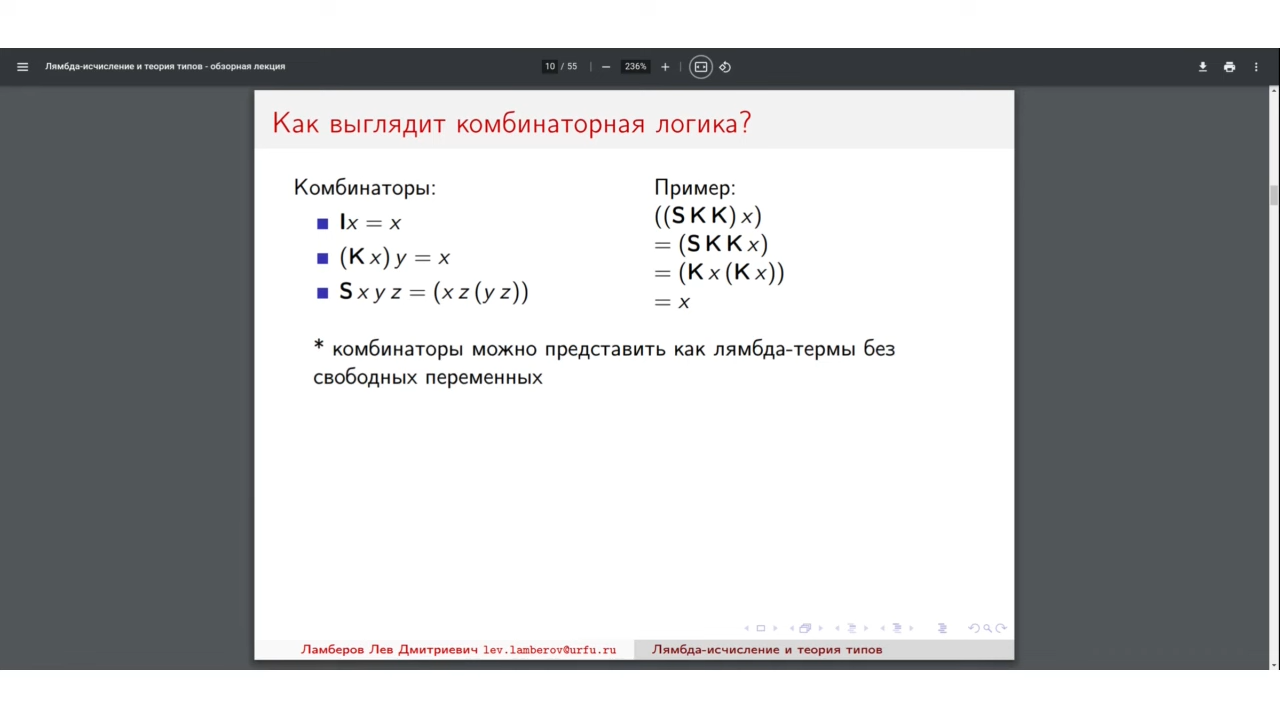 Лямбда-исчисление и теория типов - обзорная лекция
10 / 55
236%
Как выглядит комбинаторная логика?
Комбинаторы:
Ix = x
(K x) y = x
S x y z = (x z (y z))
Пример:
((S K K) x)
= (S K K x)
= (K x (K x))
= x
* комбинаторы можно представить как лямбда-термы без
свободных переменных
Ламберов Лев Дмитриевич lev.lamberov@urfu.ru
Лямбда-исчисление и теория типов